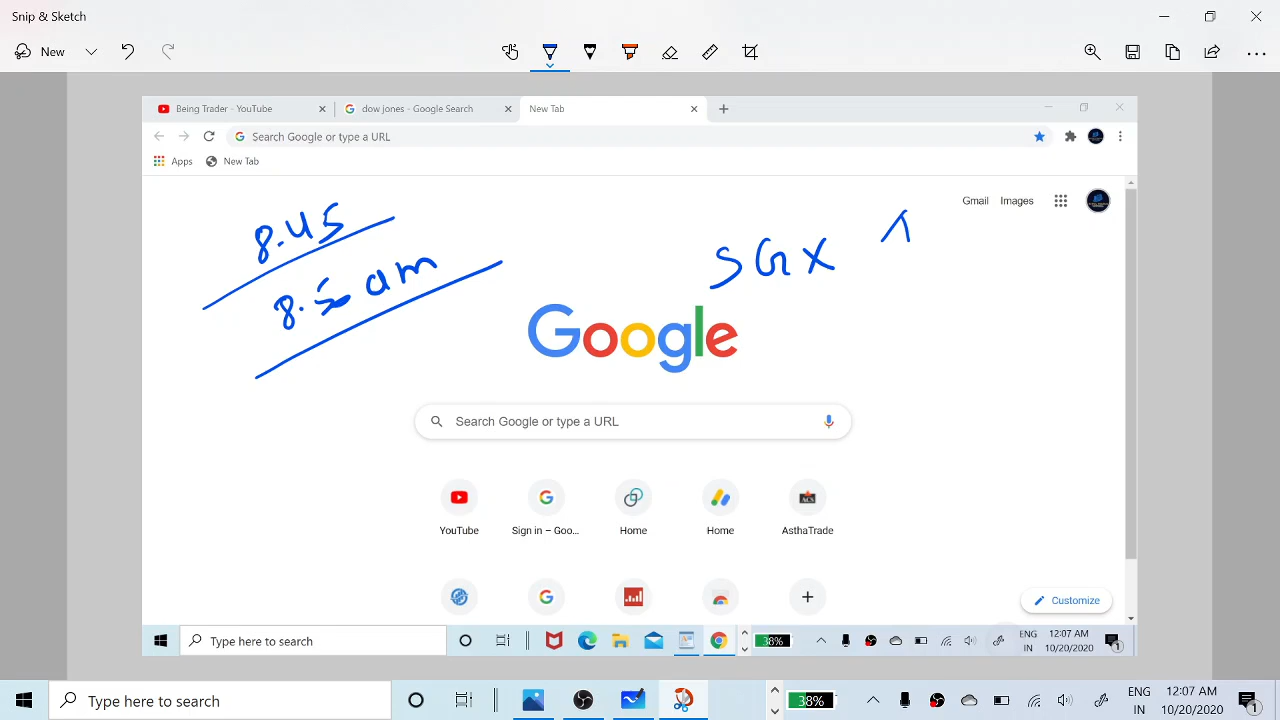 Snip & Sketch
New
Being Trader - YouTube
dow jones - Google Search
New Tab
Search Google or type a URL
Apps
New Tab
Gmail
Images
8.45
8.50 am
SGX
Google
Search Google or type a URL
YouTube
Sign in – Goo...
Home
Home
AsthaTrade
Customize
Type here to search
38%
ENG
IN
12:07 AM
10/20/2020
1
Type here to search
38%
ENG
IN
12:07 AM
10/20/2020
1